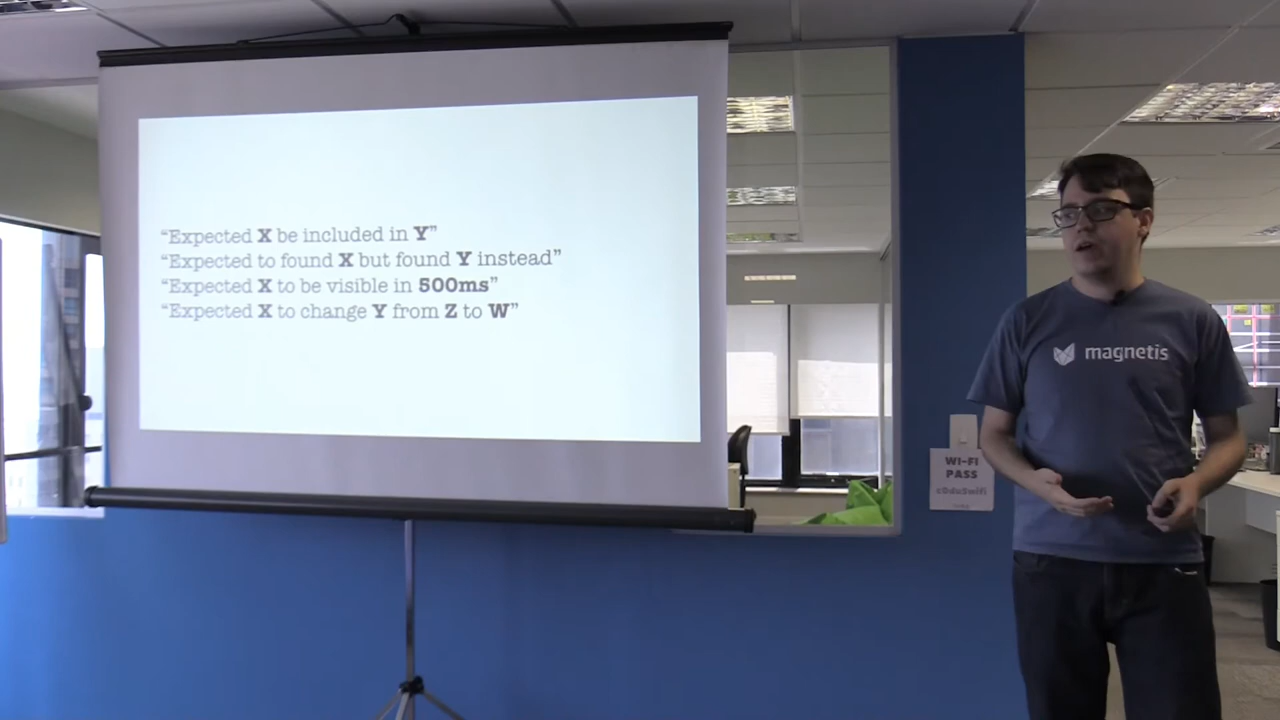 “Expected X be included in Y”
“Expected to found X but found Y instead”
“Expected X to be visible in 500ms”
“Expected X to change Y from Z to W”
magnetis
WI-FI
PASS